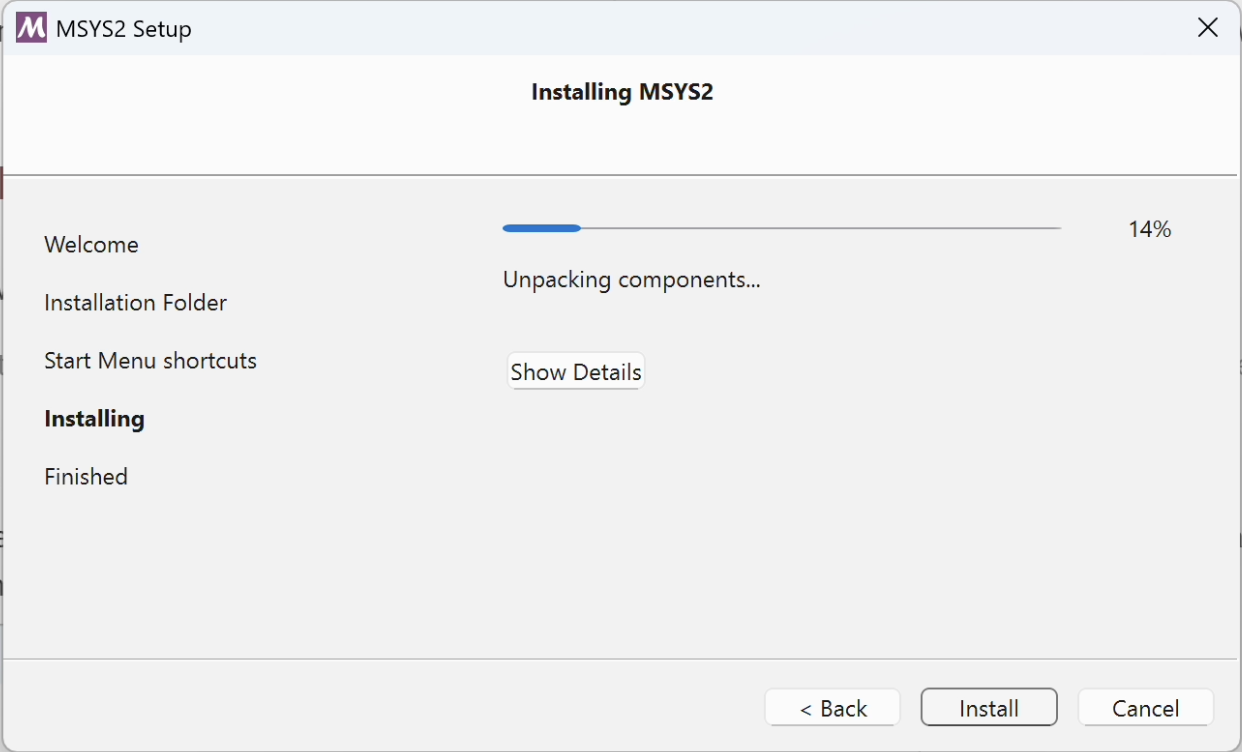 MSYS2 Setup
Installing MSYS2
Welcome
Installation Folder
Start Menu shortcuts
Installing
Finished
14%
Unpacking components...
Show Details
< Back
Install
Cancel